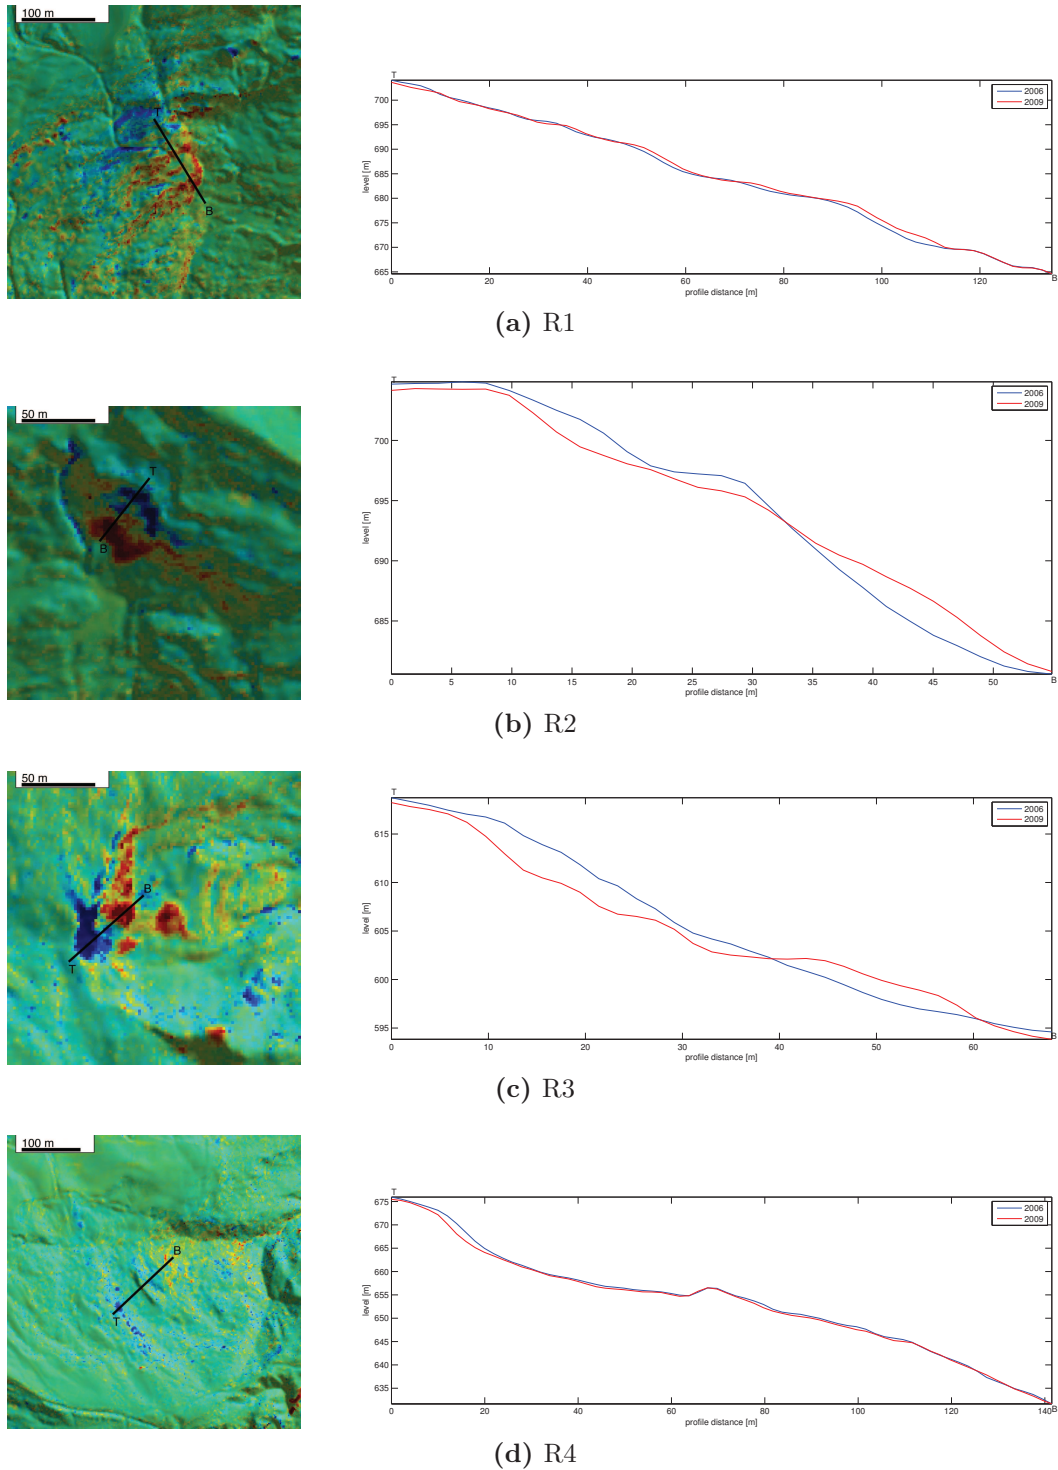 100 m
T
B
T
700
695
690
685
680
675
670
665
level [m]
0 20 40 60 80 100 120
B
profile distance [m]
2006
2009
(a) R1
50 m
T
B
T
700
695
690
685
level [m]
0 5 10 15 20 25 30 35 40 45 50
B
profile distance [m]
2006
2009
(b) R2
50 m
B
T
T
615
610
605
600
595
level [m]
0 10 20 30 40 50 60
B
profile distance [m]
2006
2009
(c) R3
100 m
B
T
T
675
670
665
660
655
650
645
640
635
level [m]
0 20 40 60 80 100 120 140
B
profile distance [m]
2006
2009
(d) R4